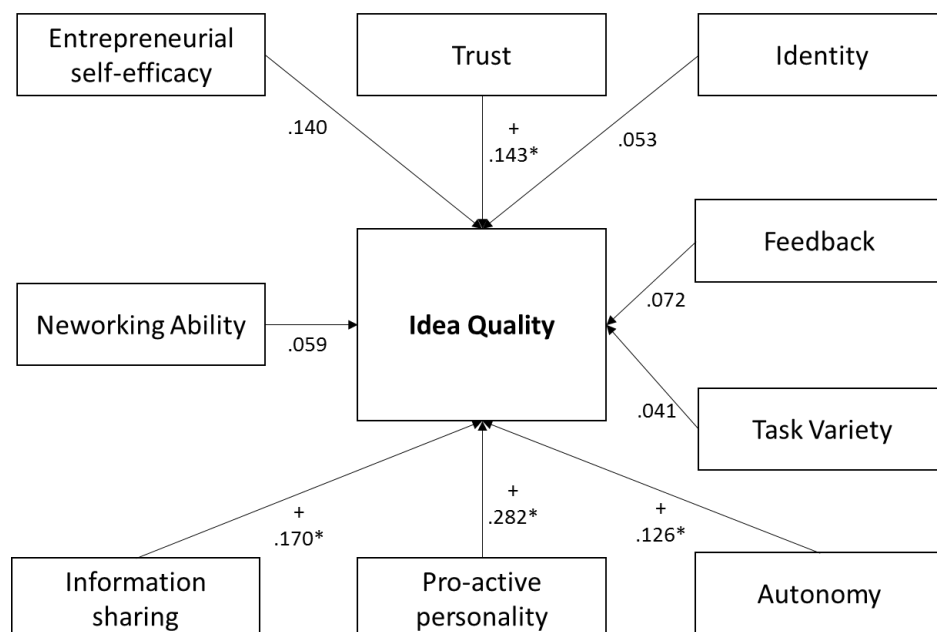 Entrepreneurial
self-efficacy
Trust
Identity
.140
+
.143*
.053
Feedback
Neworking Ability
.059
Idea Quality
.072
.041
Task Variety
+
.170*
+
.282*
+
.126*
Information
sharing
Pro-active
personality
Autonomy